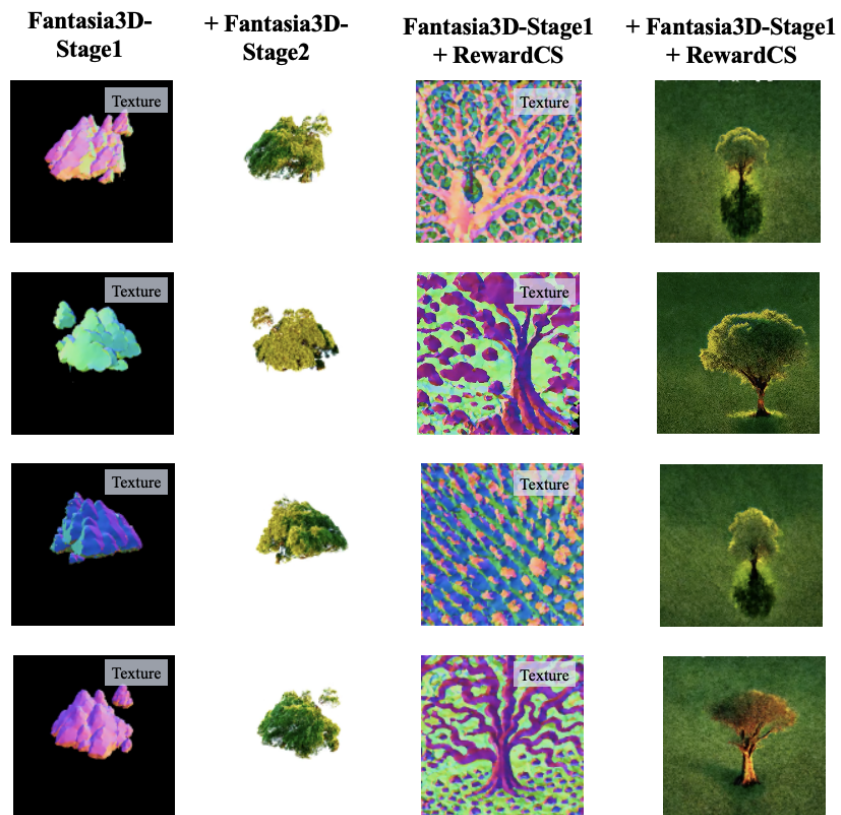 Fantasia3D-
Stage1
+ Fantasia3D-
Stage2
Fantasia3D-Stage1
+ RewardCS
+ Fantasia3D-Stage1
+ RewardCS
Texture
Texture
Texture
Texture
Texture
Texture
Texture
Texture